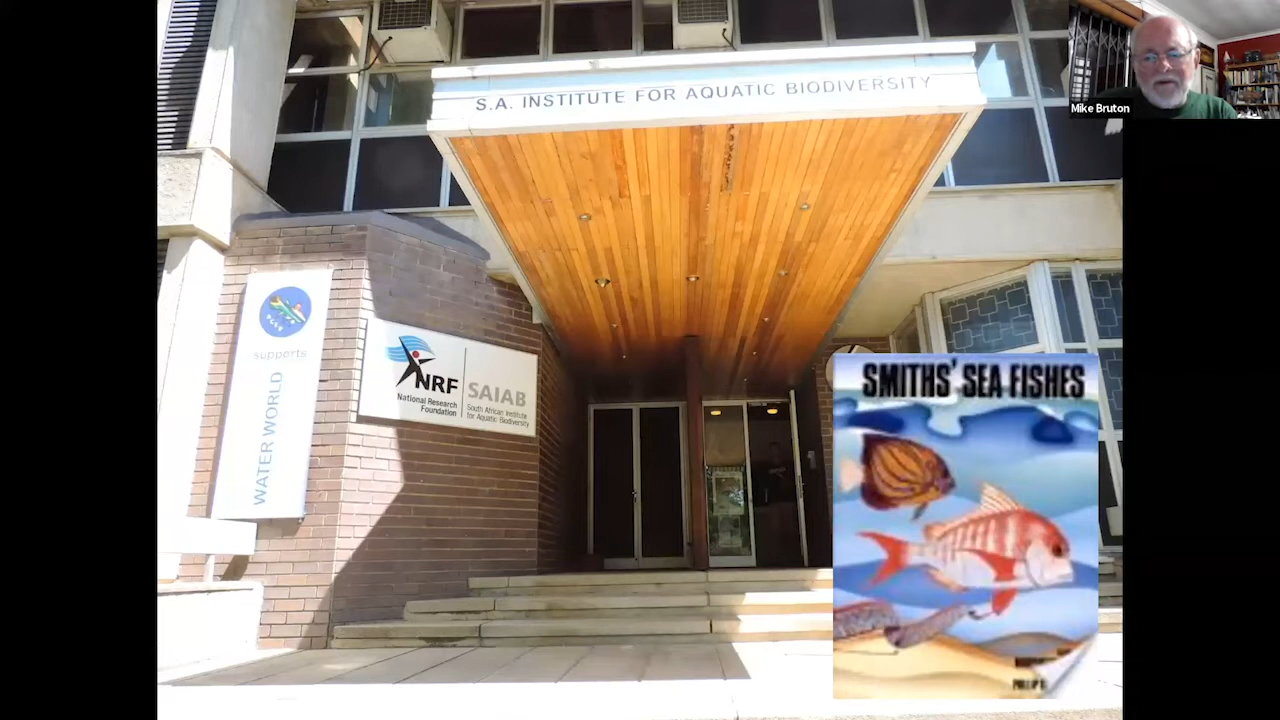 Mike Bruton
S.A. INSTITUTE FOR AQUATIC BIODIVERSITY
supports
WATER WORLD
NRF
National Research
Foundation
SAIAB
South African Institute
for Aquatic Biodiversity
SMITHS' SEA FISHES